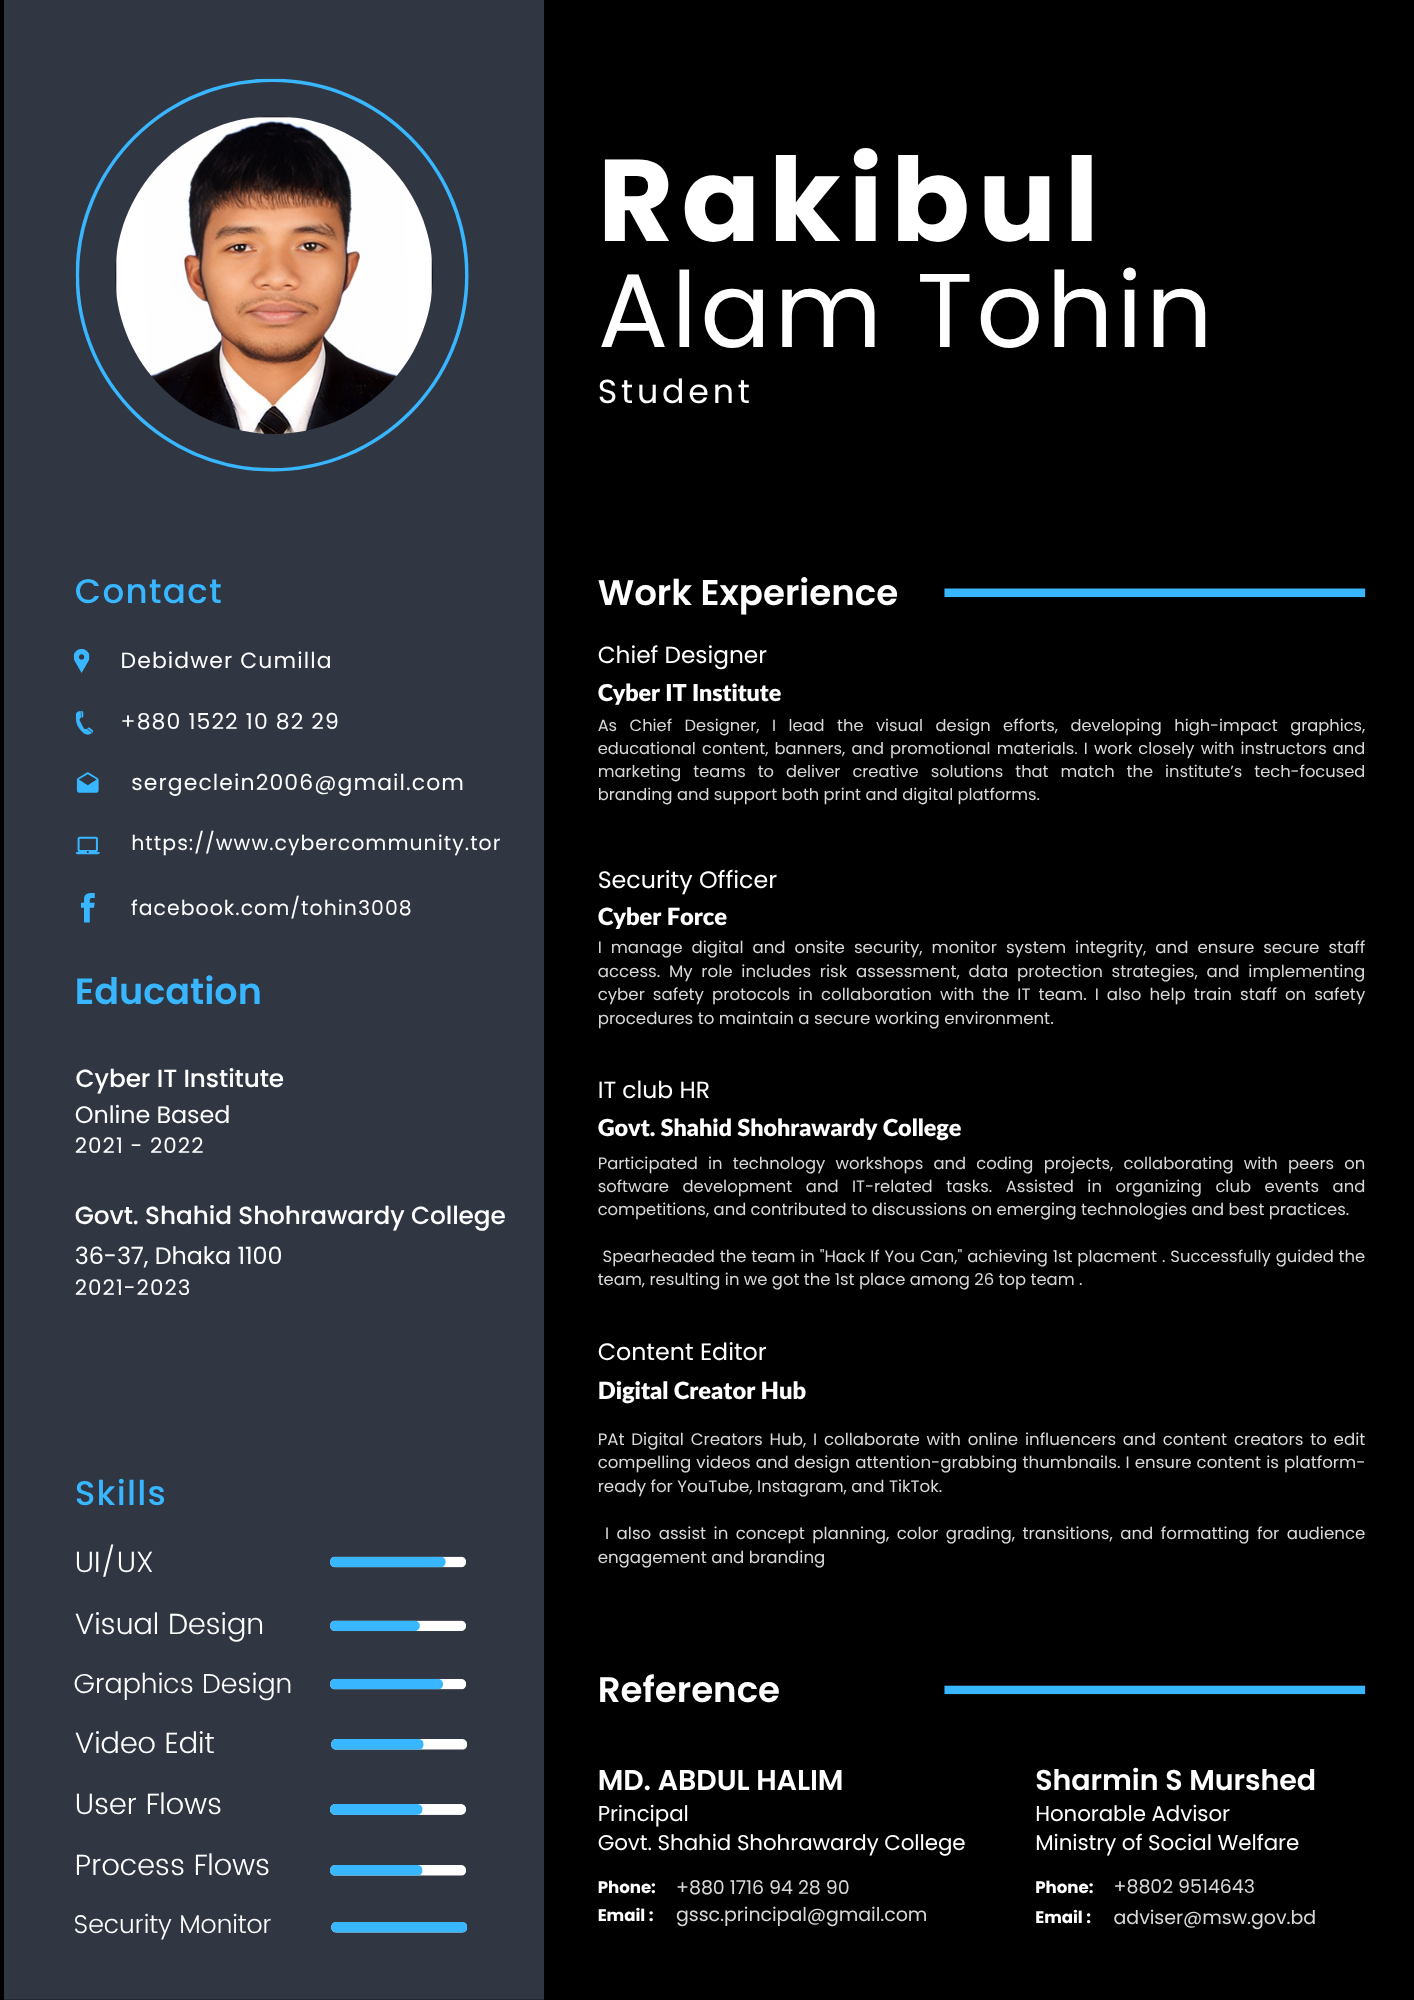 Rakibul
Alam Tohin
Student
Contact
Debidwer Cumilla
+880 1522 10 82 29
sergeclein2006@gmail.com
https://www.cybercommunity.tor
facebook.com/tohin3008
Education
Cyber IT Institute
Online Based
2021 - 2022
Govt. Shahid Shohrawardy College
36-37, Dhaka 1100
2021-2023
Skills
UI/UX
Visual Design
Graphics Design
Video Edit
User Flows
Process Flows
Security Monitor
Work Experience
Chief Designer
Cyber IT Institute
As Chief Designer, I lead the visual design efforts, developing high-impact graphics,
educational content, banners, and promotional materials. I work closely with instructors and
marketing teams to deliver creative solutions that match the institute’s tech-focused
branding and support both print and digital platforms.
Security Officer
Cyber Force
I manage digital and onsite security, monitor system integrity, and ensure secure staff
access. My role includes risk assessment, data protection strategies, and implementing
cyber safety protocols in collaboration with the IT team. I also help train staff on safety
procedures to maintain a secure working environment.
IT club HR
Govt. Shahid Shohrawardy College
Participated in technology workshops and coding projects, collaborating with peers on
software development and IT-related tasks. Assisted in organizing club events and
competitions, and contributed to discussions on emerging technologies and best practices.
Spearheaded the team in "Hack If You Can," achieving 1st placment . Successfully guided the
team, resulting in we got the 1st place among 26 top team .
Content Editor
Digital Creator Hub
PAt Digital Creators Hub, I collaborate with online influencers and content creators to edit
compelling videos and design attention-grabbing thumbnails. I ensure content is platform-
ready for YouTube, Instagram, and TikTok.
I also assist in concept planning, color grading, transitions, and formatting for audience
engagement and branding
Reference
MD. ABDUL HALIM
Principal
Govt. Shahid Shohrawardy College
Phone: +880 1716 94 28 90
Email : gssc.principal@gmail.com
Sharmin S Murshed
Honorable Advisor
Ministry of Social Welfare
Phone: +8802 9514643
Email : adviser@msw.gov.bd